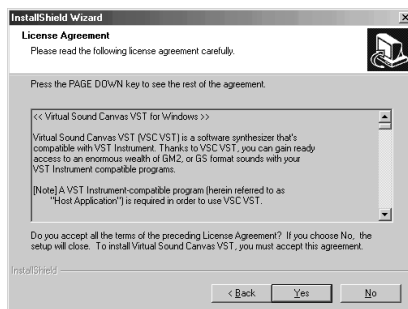 InstallShield Wizard
License Agreement
Please read the following license agreement carefully.
Press the PAGE DOWN key to see the rest of the agreement.
<< Virtual Sound Canvas VST for Windows >>
Virtual Sound Canvas VST (VSC VST) is a software synthesizer that's
compatible with VST Instrument. Thanks to VSC VST, you can gain ready
access to an enormous wealth of GM2, or GS format sounds with your
VST Instrument compatible programs.
[Note] A VST Instrument-compatible program (herein referred to as
"Host Application") is required in order to use VSC VST.
Do you accept all the terms of the preceding License Agreement? If you choose No, the
setup will close. To install Virtual Sound Canvas VST, you must accept this agreement.
InstallShield
< Back Yes No